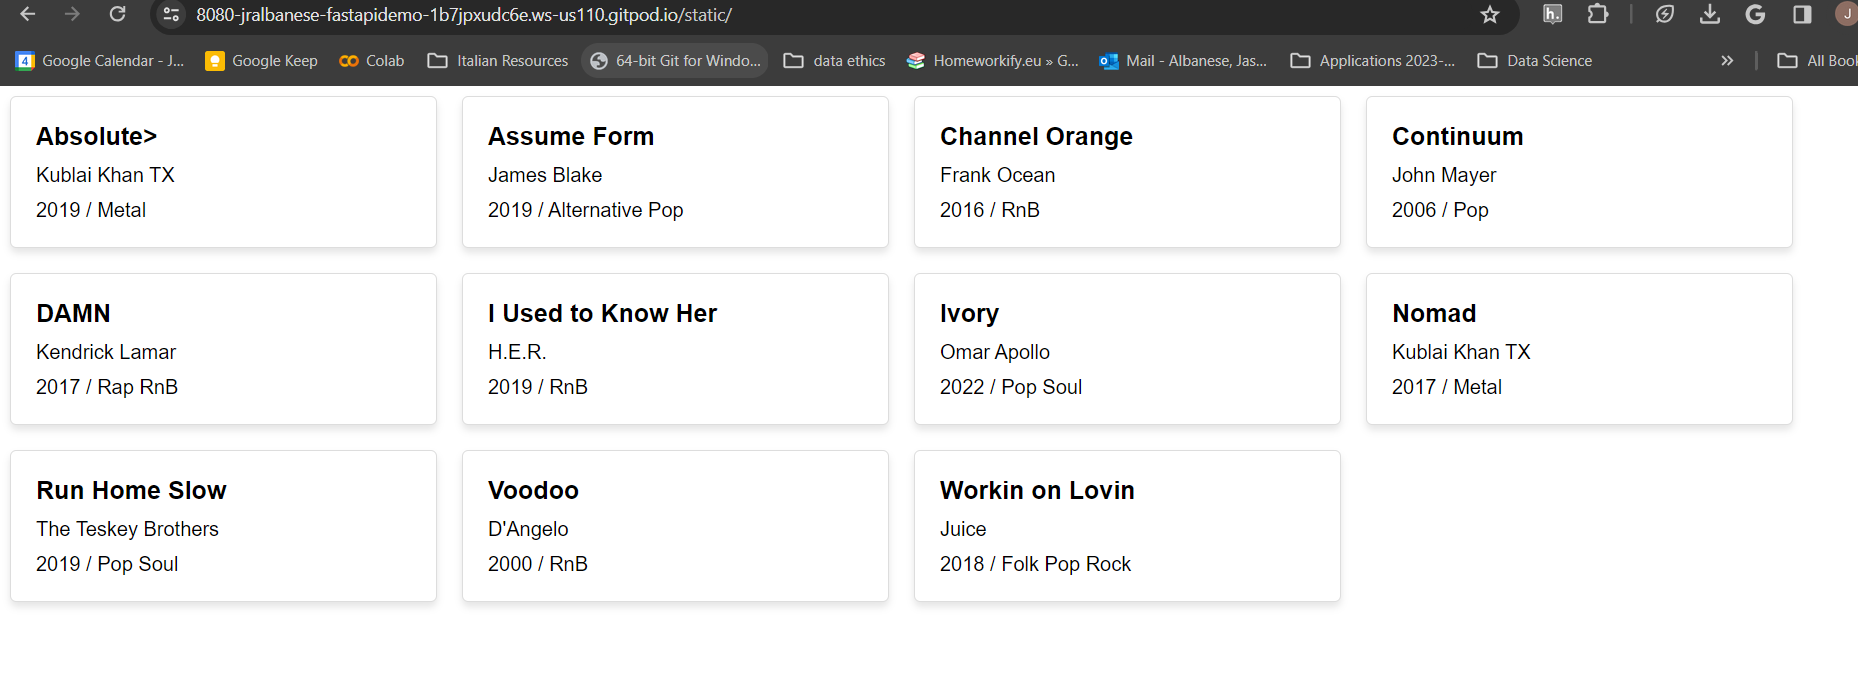 8080-jralbanese-fastapidemo-1b7jpxudc6e.ws-us110.gitpod.io/static/
h.
G
J
4 Google Calendar - J... Google Keep Colab Italian Resources 64-bit Git for Windo... data ethics Homeworkify.eu » G... Mail - Albanese, Jas... Applications 2023-... Data Science » All Book
Absolute>
Kublai Khan TX
2019 / Metal
Assume Form
James Blake
2019 / Alternative Pop
Channel Orange
Frank Ocean
2016 / RnB
Continuum
John Mayer
2006 / Pop
DAMN
Kendrick Lamar
2017 / Rap RnB
I Used to Know Her
H.E.R.
2019 / RnB
Ivory
Omar Apollo
2022 / Pop Soul
Nomad
Kublai Khan TX
2017 / Metal
Run Home Slow
The Teskey Brothers
2019 / Pop Soul
Voodoo
D'Angelo
2000 / RnB
Workin on Lovin
Juice
2018 / Folk Pop Rock